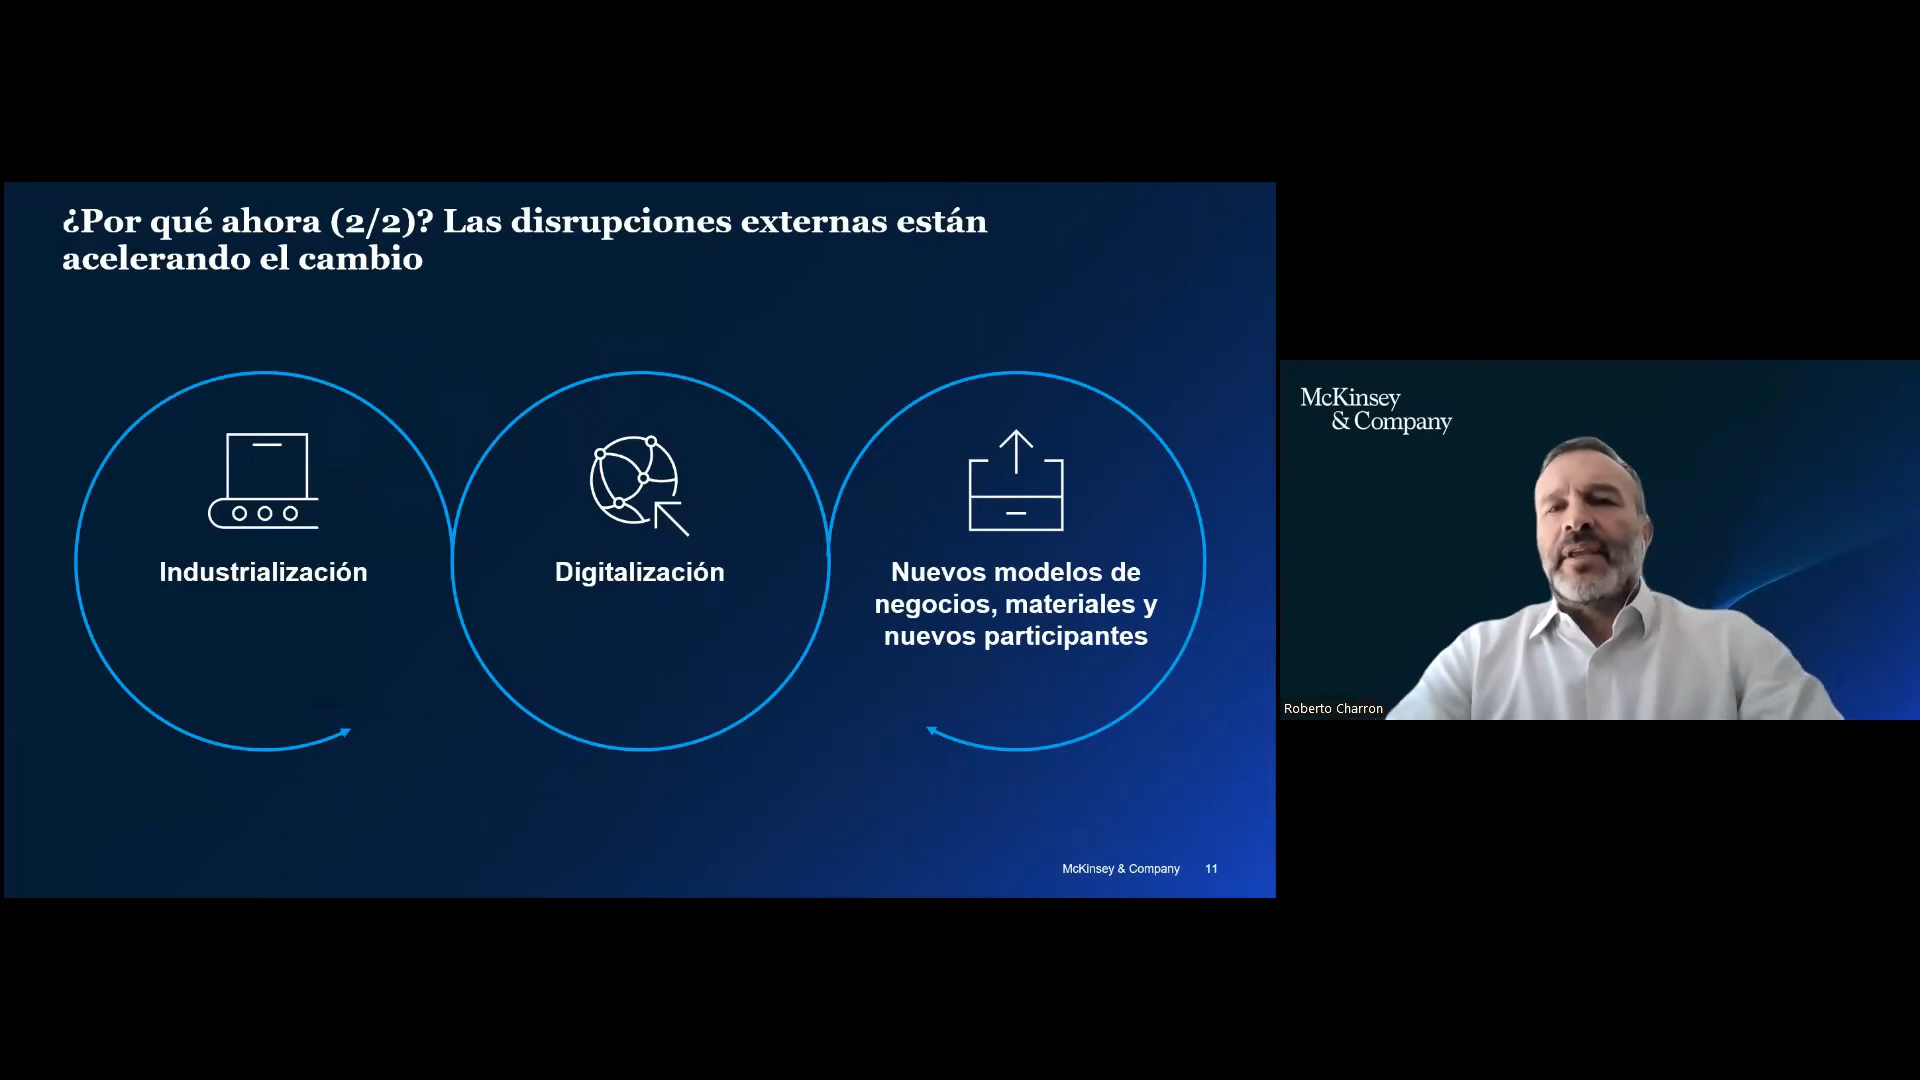 ¿Por qué ahora (2/2)? Las disrupciones externas están
acelerando el cambio
Industrialización
Digitalización
Nuevos modelos de
negocios, materiales y
nuevos participantes
McKinsey & Company 11
McKinsey
& Company
Roberto Charron